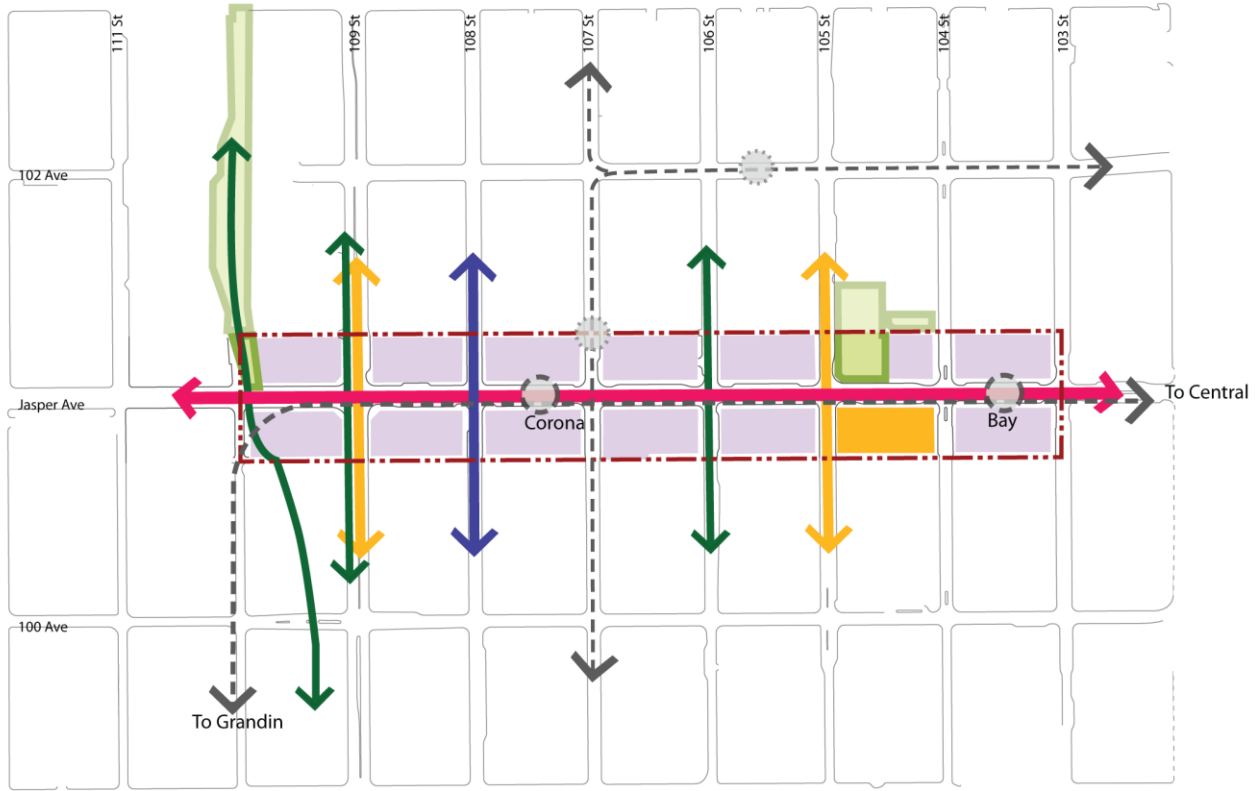 111 St
109 St
108 St
107 St
106 St
105 St
104 St
103 St
102 Ave
Jasper Ave
To Central
Corona
Bay
100 Ave
To Grandin